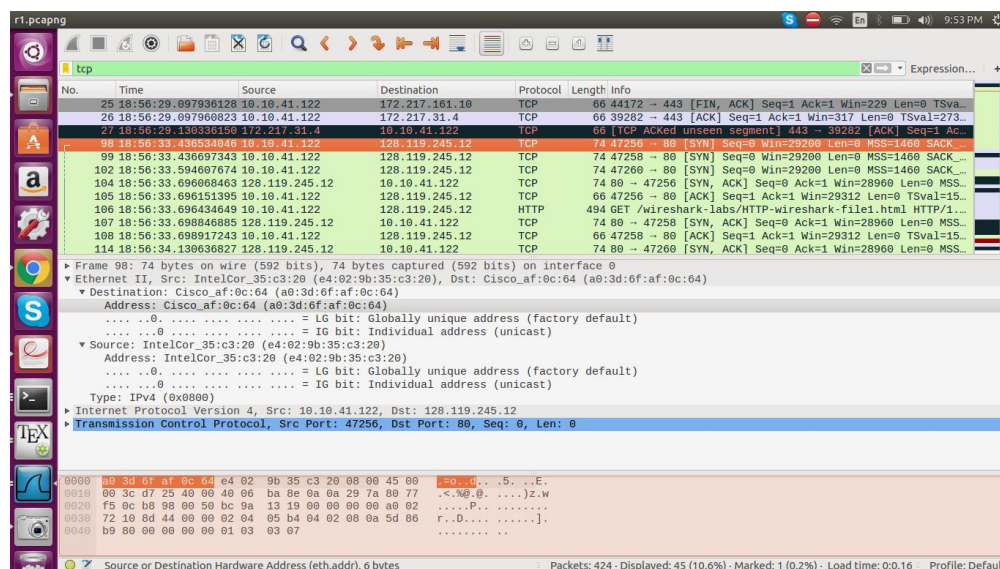 r1.pcapng
S En 9:53 PM
tcp Expression... +
No. Time Source Destination Protocol Length Info
25 18:56:29.097936128 10.10.41.122 172.217.161.10 TCP 66 44172 → 443 [FIN, ACK] Seq=1 Ack=1 Win=229 Len=0 TSva…
26 18:56:29.097960823 10.10.41.122 172.217.31.4 TCP 66 39282 → 443 [ACK] Seq=1 Ack=1 Win=317 Len=0 TSval=273…
27 18:56:29.130336150 172.217.31.4 10.10.41.122 TCP 66 [TCP ACKed unseen segment] 443 → 39282 [ACK] Seq=1 Ac…
98 18:56:33.436534046 10.10.41.122 128.119.245.12 TCP 74 47256 → 80 [SYN] Seq=0 Win=29200 Len=0 MSS=1460 SACK_…
99 18:56:33.436697343 10.10.41.122 128.119.245.12 TCP 74 47258 → 80 [SYN] Seq=0 Win=29200 Len=0 MSS=1460 SACK_…
102 18:56:33.594607674 10.10.41.122 128.119.245.12 TCP 74 47260 → 80 [SYN] Seq=0 Win=29200 Len=0 MSS=1460 SACK_…
104 18:56:33.696068463 128.119.245.12 10.10.41.122 TCP 74 80 → 47256 [SYN, ACK] Seq=0 Ack=1 Win=28960 Len=0 MSS…
105 18:56:33.696151395 10.10.41.122 128.119.245.12 TCP 66 47256 → 80 [ACK] Seq=1 Ack=1 Win=29312 Len=0 TSval=15…
106 18:56:33.696434649 10.10.41.122 128.119.245.12 HTTP 494 GET /wireshark-labs/HTTP-wireshark-file1.html HTTP/1.…
107 18:56:33.698846885 128.119.245.12 10.10.41.122 TCP 74 80 → 47258 [SYN, ACK] Seq=0 Ack=1 Win=28960 Len=0 MSS…
108 18:56:33.698917243 10.10.41.122 128.119.245.12 TCP 66 47258 → 80 [ACK] Seq=1 Ack=1 Win=29312 Len=0 TSval=15…
114 18:56:34.130636827 128.119.245.12 10.10.41.122 TCP 74 80 → 47260 [SYN, ACK] Seq=0 Ack=1 Win=28960 Len=0 MSS…
Frame 98: 74 bytes on wire (592 bits), 74 bytes captured (592 bits) on interface 0
Ethernet II, Src: IntelCor_35:c3:20 (e4:02:9b:35:c3:20), Dst: Cisco_af:0c:64 (a0:3d:6f:af:0c:64)
Destination: Cisco_af:0c:64 (a0:3d:6f:af:0c:64)
Address: Cisco_af:0c:64 (a0:3d:6f:af:0c:64)
.... ..0. .... .... .... .... = LG bit: Globally unique address (factory default)
.... ...0 .... .... .... .... = IG bit: Individual address (unicast)
Source: IntelCor_35:c3:20 (e4:02:9b:35:c3:20)
Address: IntelCor_35:c3:20 (e4:02:9b:35:c3:20)
.... ..0. .... .... .... .... = LG bit: Globally unique address (factory default)
.... ...0 .... .... .... .... = IG bit: Individual address (unicast)
Type: IPv4 (0x0800)
Internet Protocol Version 4, Src: 10.10.41.122, Dst: 128.119.245.12
Transmission Control Protocol, Src Port: 47256, Dst Port: 80, Seq: 0, Len: 0
0000 a0 3d 6f af 0c 64 e4 02 9b 35 c3 20 08 00 45 00 .=o..d.. .5. ..E.
0010 00 3c d7 25 40 00 40 06 ba 8e 0a 0a 29 7a 80 77 .<.%@.@. ....)z.w
0020 f5 0c b8 98 00 50 bc 9a 13 19 00 00 00 00 a0 02 .....P.. ........
0030 72 10 8d 44 00 00 02 04 05 b4 04 02 08 0a 5d 86 r..D.... ......].
0040 b9 80 00 00 00 00 01 03 03 07 ........ ..
Source or Destination Hardware Address (eth.addr), 6 bytes Packets: 424 · Displayed: 45 (10.6%) · Marked: 1 (0.2%) · Load time: 0:0.16 Profile: Defau
a
S
>_
TEX